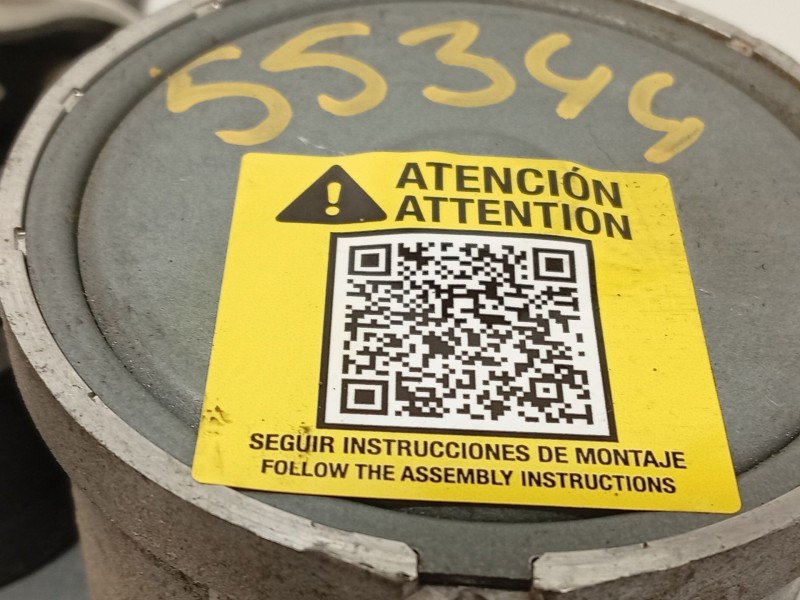 55344
ATENCIÓN
ATTENTION
SEGUIR INSTRUCCIONES DE MONTAJE
FOLLOW THE ASSEMBLY INSTRUCTIONS